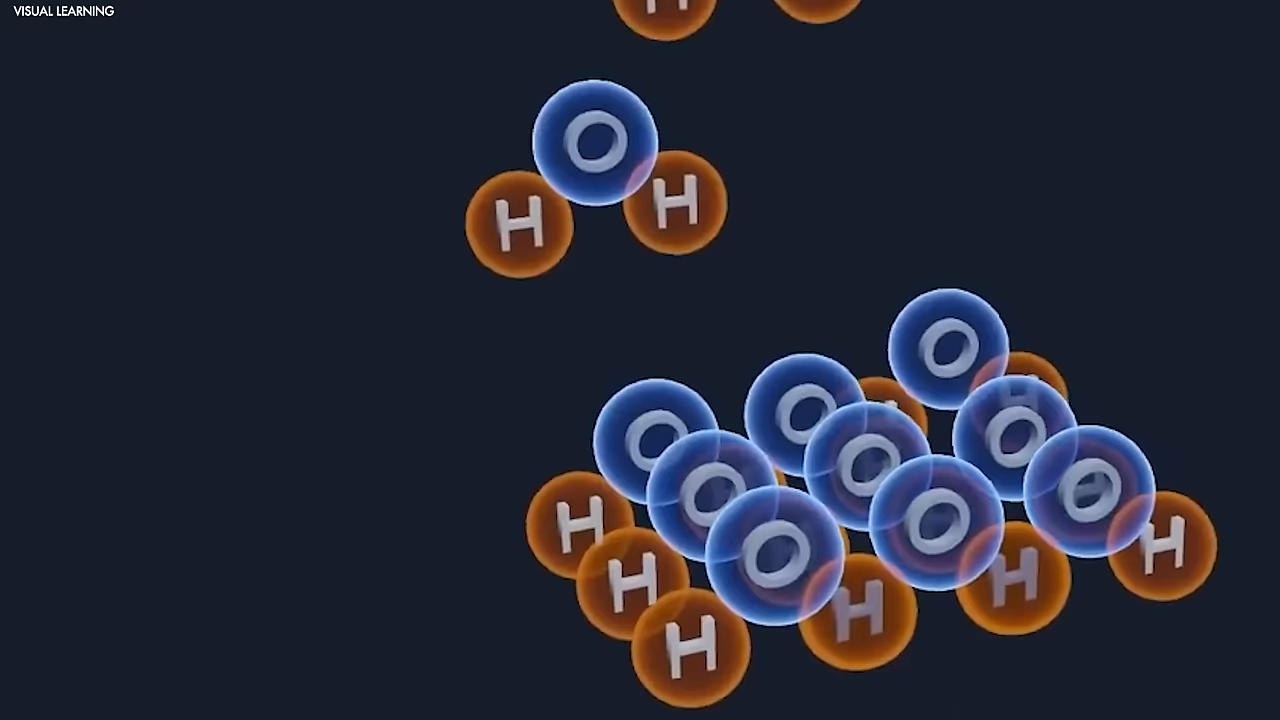 VISUAL LEARNING
H
O
H H
O
O O
O H
O O O
H O O H
H H H
H